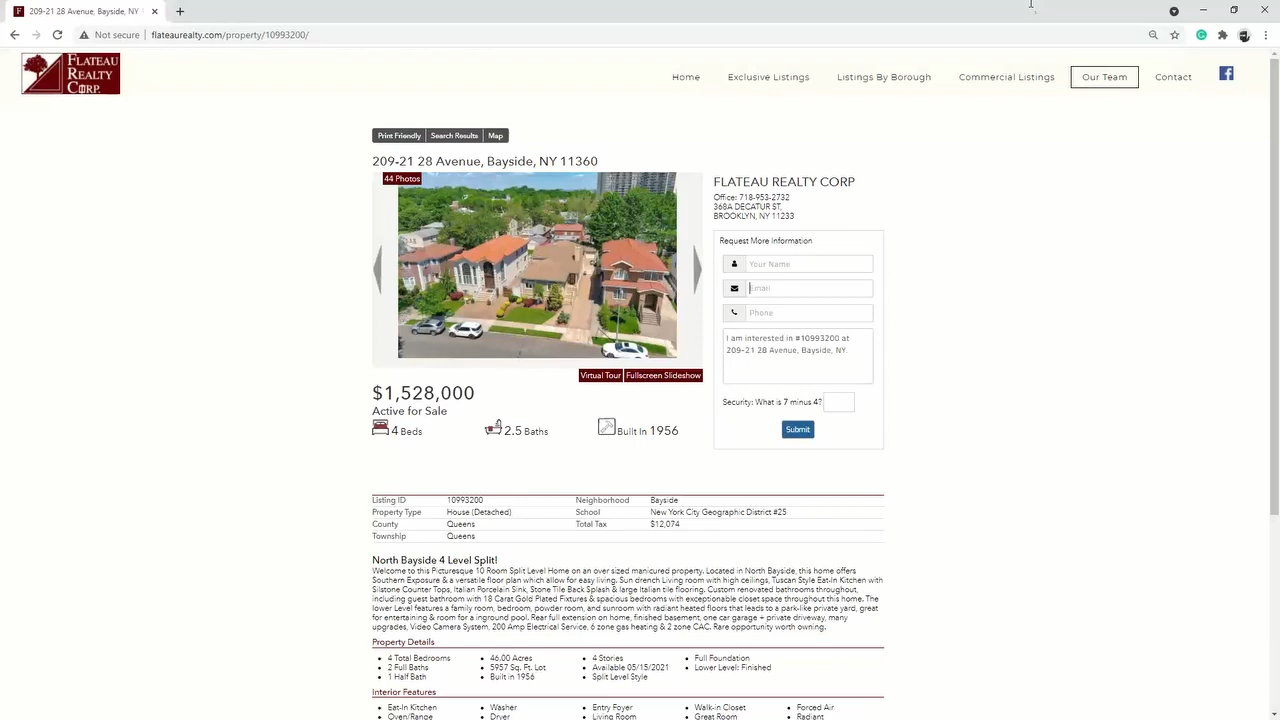 209-21 28 Avenue, Bayside, NY 1
Not secure
flateaurealty.com/property/10993200/
FLATEAU
REALTY
CORP.
Home
Exclusive Listings
Listings By Borough
Commercial Listings
Our Team
Contact
Print Friendly
Search Results
Map
209-21 28 Avenue, Bayside, NY 11360
44 Photos
Virtual Tour
Fullscreen Slideshow
$1,528,000
Active for Sale
4 Beds
2.5 Baths
Built In 1956
FLATEAU REALTY CORP
Office: 718-953-2732
368A DECATUR ST,
BROOKLYN, NY 11233
Request More Information
Your Name
Email
Phone
I am interested in #10993200 at
209-21 28 Avenue, Bayside, NY.
Security: What is 7 minus 4?
Submit
Listing ID 10993200 Neighborhood Bayside
Property Type House (Detached) School New York City Geographic District #25
County Queens Total Tax $12,074
Township Queens
North Bayside 4 Level Split!
Welcome to this Picturesque 10 Room Split Level Home on an over sized manicured property. Located in North Bayside, this home offers
Southern Exposure & a versatile floor plan which allow for easy living. Sun drench Living room with high ceilings, Tuscan Style Eat-In Kitchen with
Silstone Counter Tops, Italian Porcelain Sink, Stone Tile Back Splash & large Italian tile flooring. Custom renovated bathrooms throughout,
including guest bathroom with 18 Carat Gold Plated Fixtures & spacious bedrooms with exceptionable closet space throughout this home. The
lower Level features a family room, bedroom, powder room, and sunroom with radiant heated floors that leads to a park-like private yard, great
for entertaining & room for a inground pool. Rear full extension on home, finished basement, one car garage + private driveway, many
upgrades, Video Camera System, 200 Amp Electrical Service, 6 zone gas heating & 2 zone CAC. Rare opportunity worth owning.
Property Details
4 Total Bedrooms 46.00 Acres 4 Stories Full Foundation
2 Full Baths 5957 Sq. Ft. Lot Available 05/15/2021 Lower Level: Finished
1 Half Bath Built in 1956 Split Level Style
Interior Features
Eat-In Kitchen Washer Entry Foyer Walk-in Closet Forced Air
Oven/Range Dryer Living Room Great Room Radiant